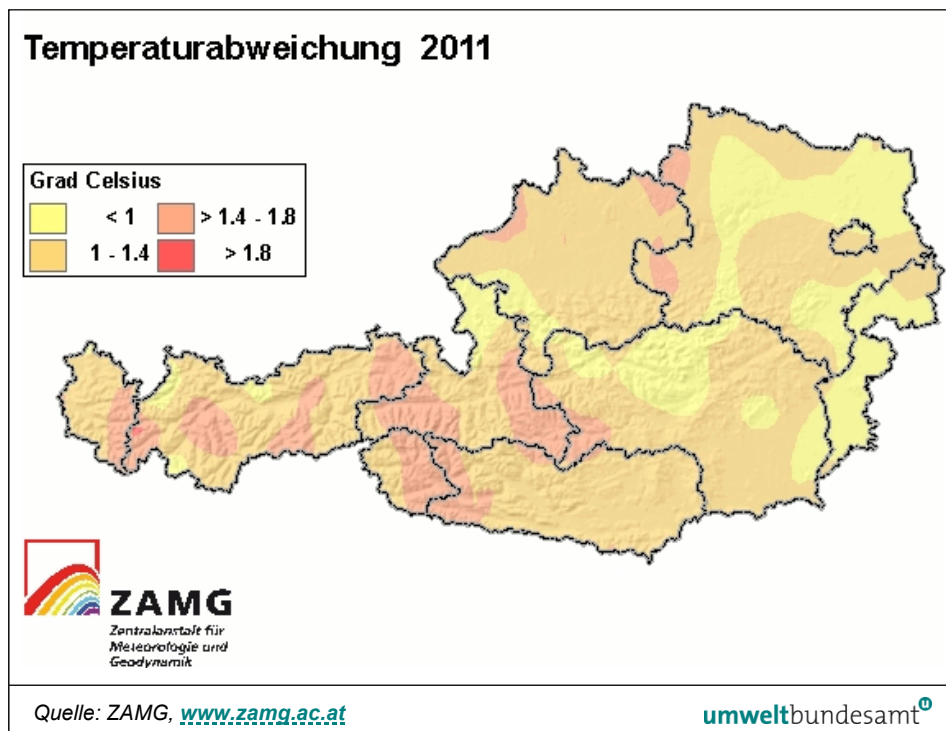 Temperaturabweichung 2011
Grad Celsius
< 1
> 1.4 - 1.8
1 - 1.4
> 1.8
ZAMG
Zentralanstalt für
Meteorologie und
Geodynamik
Quelle: ZAMG, www.zamg.ac.at
umweltbundesamt u